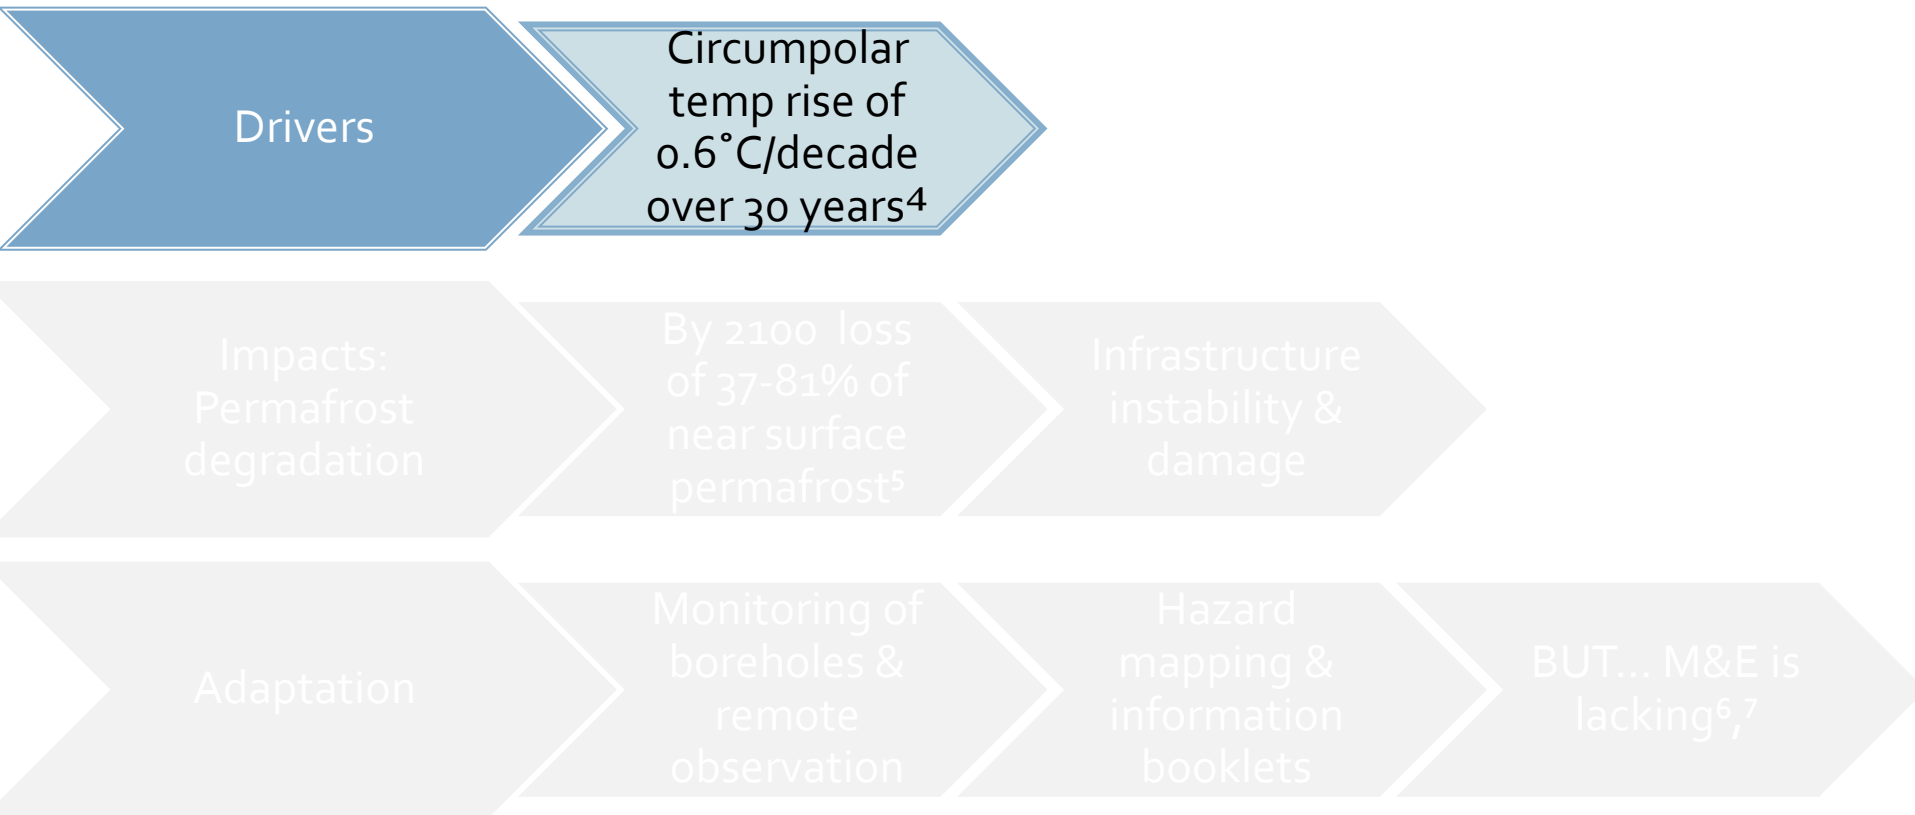 Drivers
Circumpolar
temp rise of
0.6°C/decade
over 30 years⁴
Impacts:
Permafrost
degradation
By 2100  loss
of 37-81% of
near surface
permafrost⁵
Infrastructure
instability &
damage
Adaptation
Monitoring of
boreholes &
remote
observation
Hazard
mapping &
information
booklets
BUT... M&E is
lacking⁶,⁷